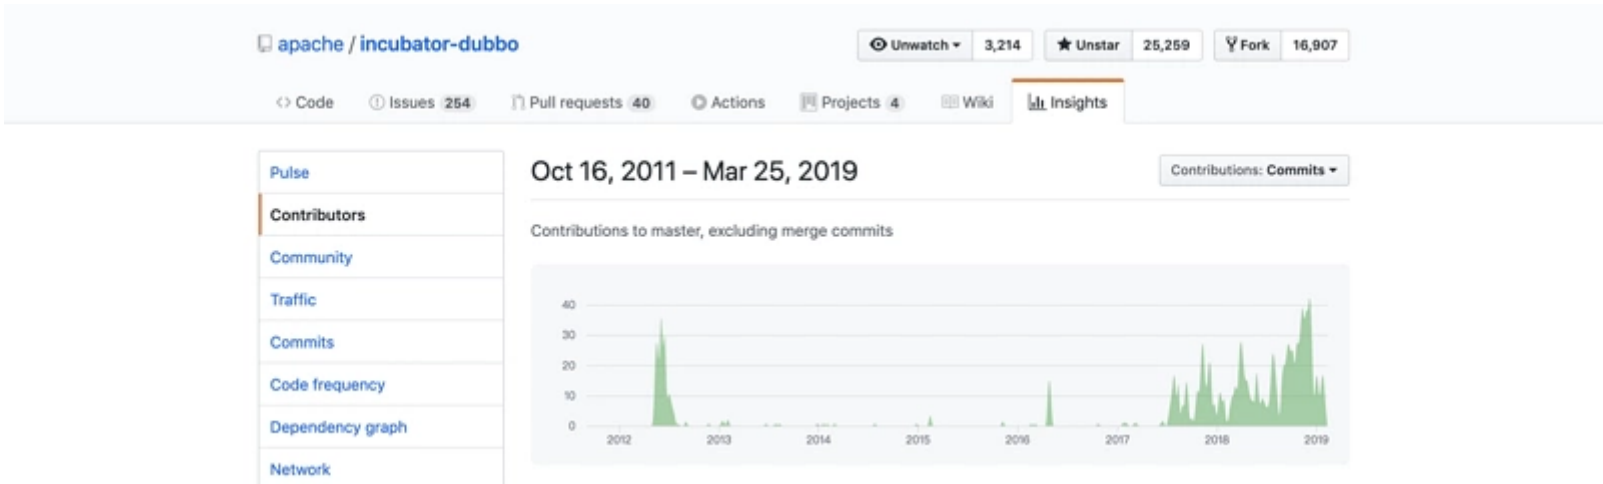 apache / incubator-dubbo
Unwatch 3,214 Unstar 25,259 Fork 16,907
Code Issues 254 Pull requests 40 Actions Projects 4 Wiki Insights
Pulse
Contributors
Community
Traffic
Commits
Code frequency
Dependency graph
Network
Oct 16, 2011 – Mar 25, 2019
Contributions: Commits
Contributions to master, excluding merge commits
40
30
20
10
0
2012 2013 2014 2015 2016 2017 2018 2019